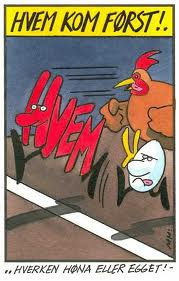 HVEM KOM FØRST!.
HVEM
„HVERKEN HØNA ELLER EGGET!-